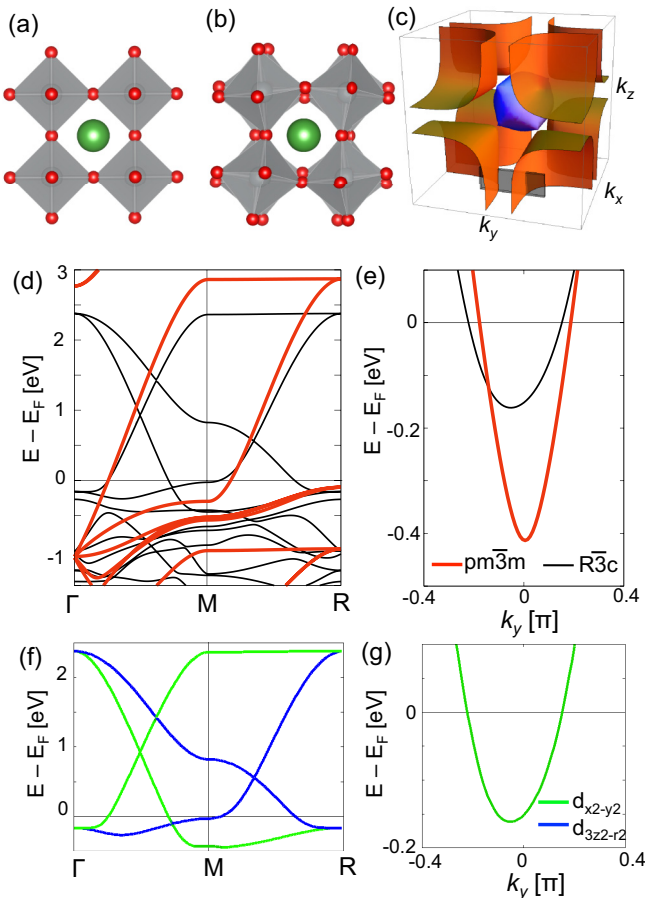 (a)
(b)
(c)
k_z
k_x
k_y
(d)
3
2
1
0
-1
E − E_F [eV]
Γ
M
R
(e)
0
-0.2
-0.4
E − E_F [eV]
pm3̅m
R3̅c
-0.4
0
0.4
k_y [π]
(f)
2
1
0
E − E_F [eV]
Γ
M
R
(g)
0
-0.2
E − E_F [eV]
d_x2-y2
d_3z2-r2
-0.4
0
0.4
k_y [π]